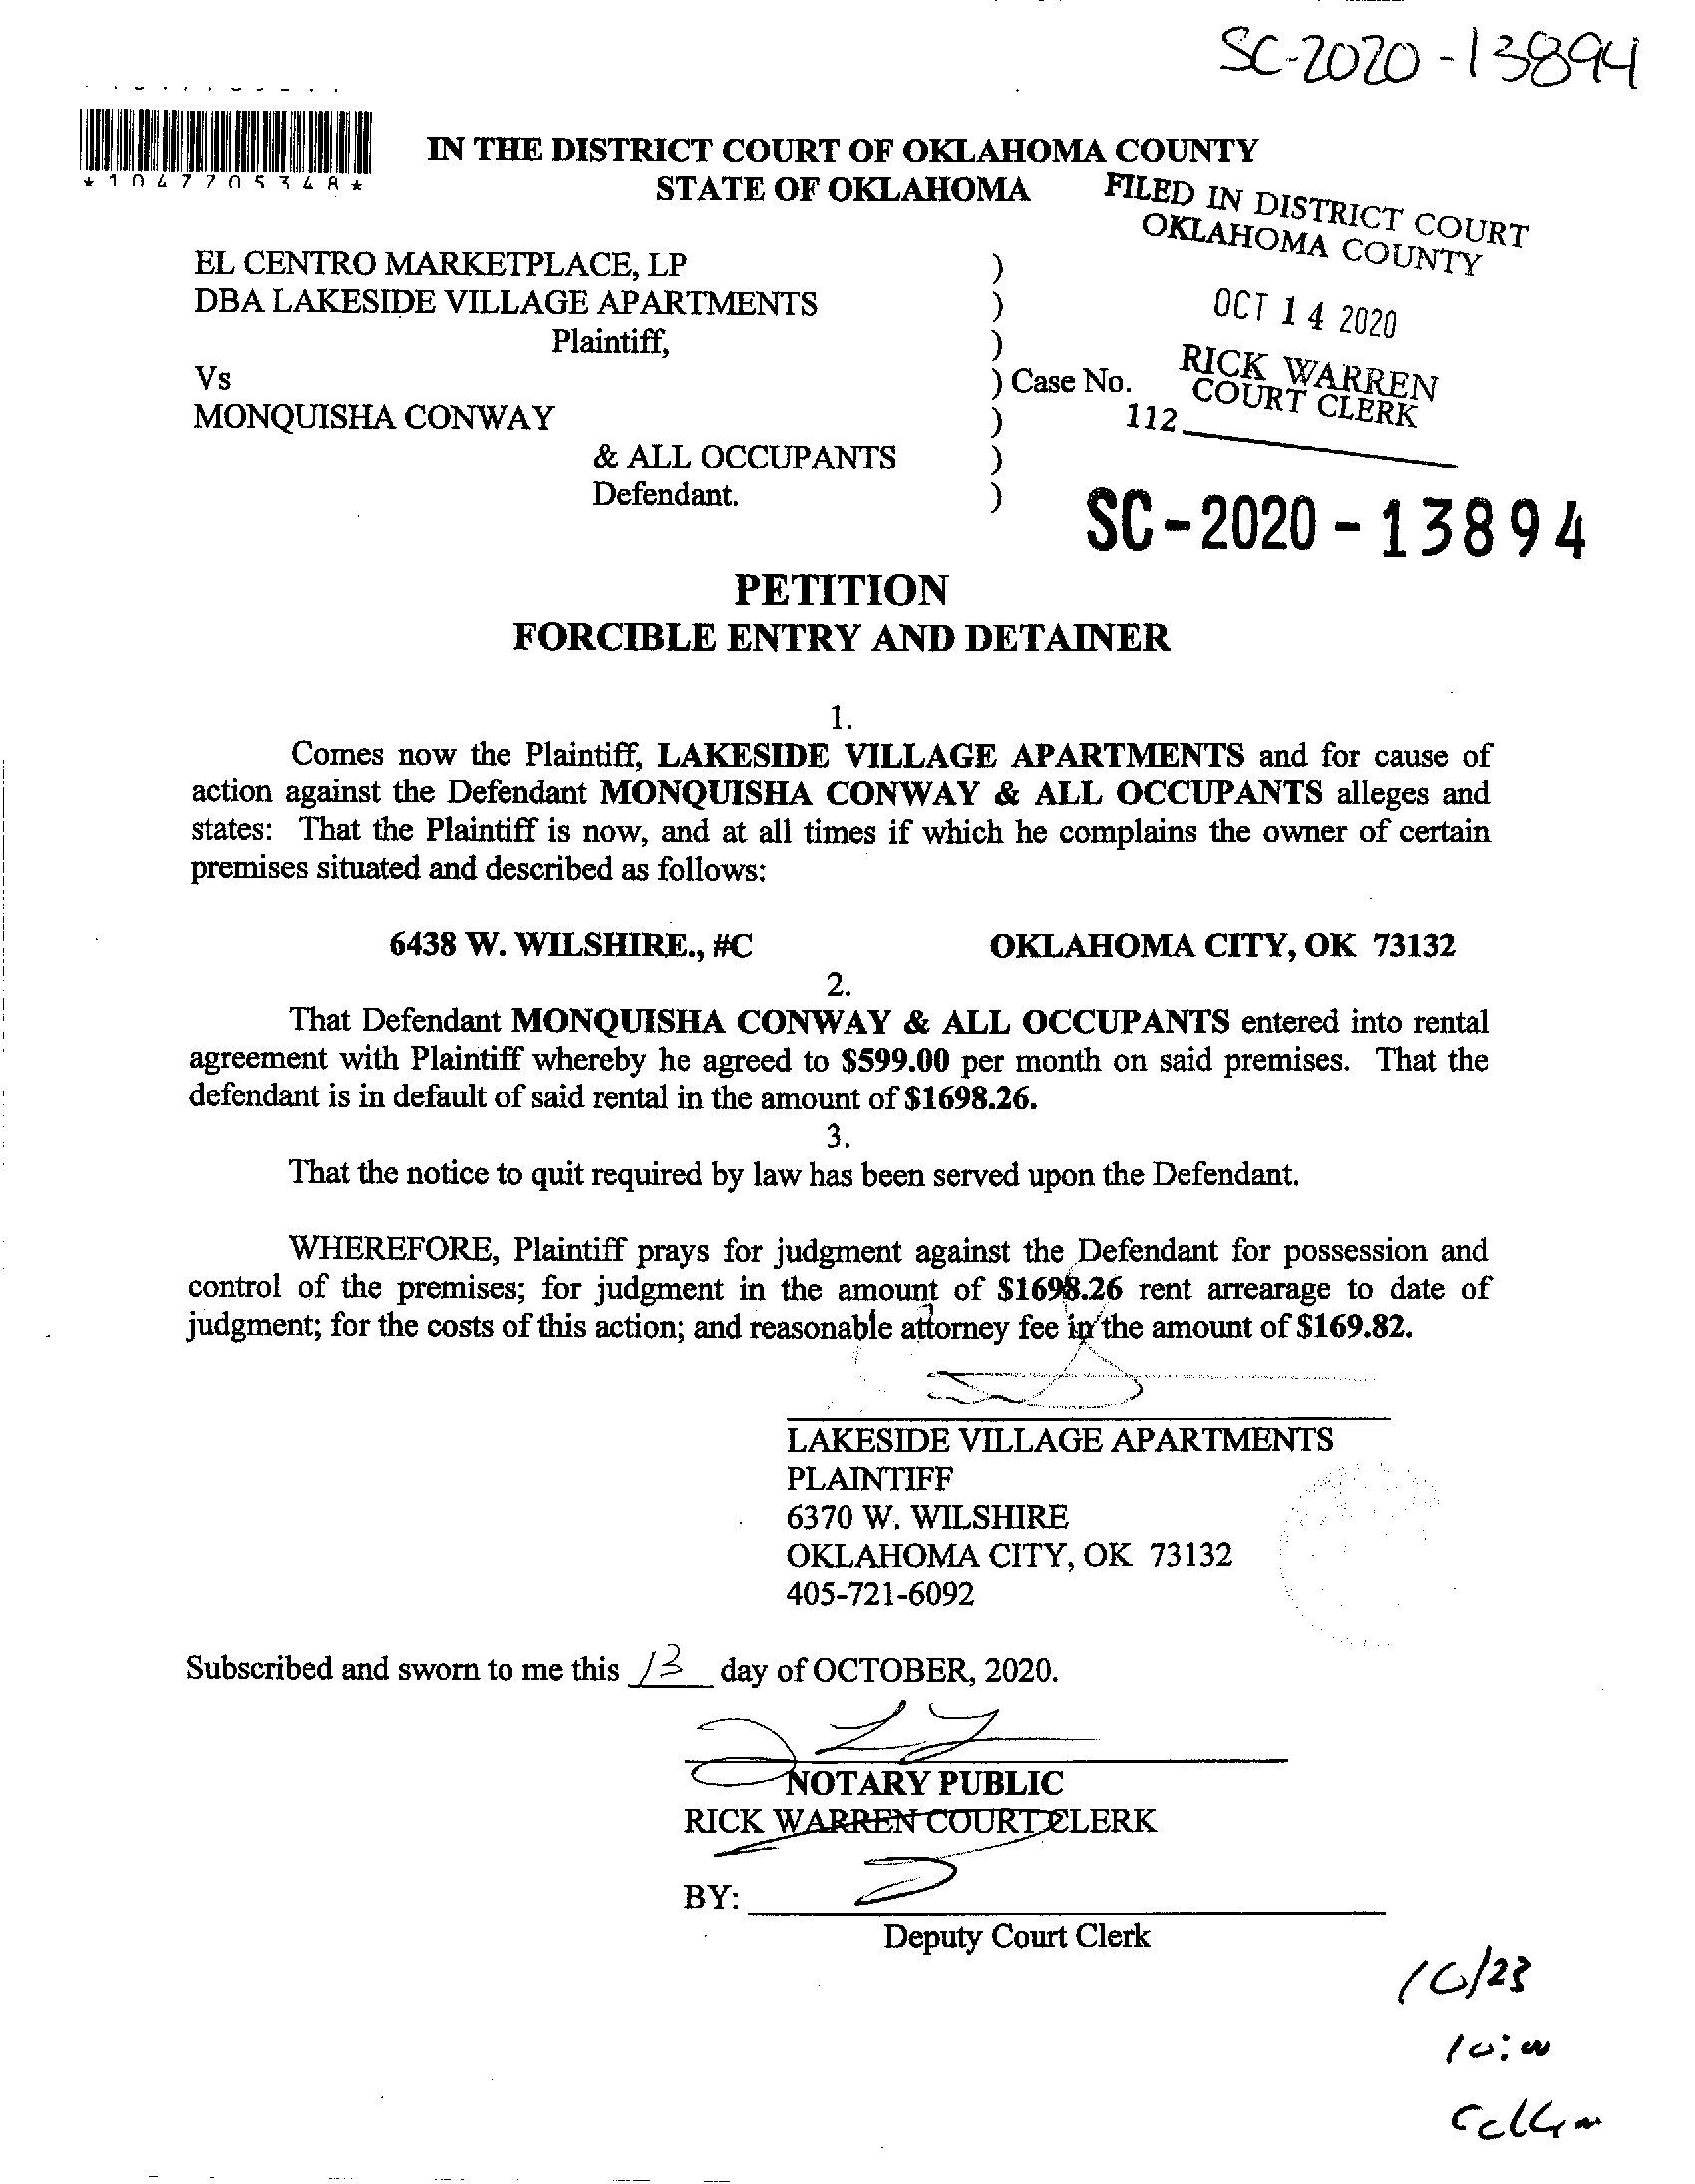 SC-2020-13894
*1047705348*
IN THE DISTRICT COURT OF OKLAHOMA COUNTY
STATE OF OKLAHOMA
FILED IN DISTRICT COURT
OKLAHOMA COUNTY
OCT 14 2020
RICK WARREN
COURT CLERK
112
EL CENTRO MARKETPLACE, LP )
DBA LAKESIDE VILLAGE APARTMENTS )
Plaintiff, )
Vs ) Case No.
MONQUISHA CONWAY )
& ALL OCCUPANTS )
Defendant. )
SC-2020-13894
PETITION
FORCIBLE ENTRY AND DETAINER
1.
Comes now the Plaintiff, LAKESIDE VILLAGE APARTMENTS and for cause of
action against the Defendant MONQUISHA CONWAY & ALL OCCUPANTS alleges and
states: That the Plaintiff is now, and at all times if which he complains the owner of certain
premises situated and described as follows:
6438 W. WILSHIRE., #C OKLAHOMA CITY, OK 73132
2.
That Defendant MONQUISHA CONWAY & ALL OCCUPANTS entered into rental
agreement with Plaintiff whereby he agreed to $599.00 per month on said premises. That the
defendant is in default of said rental in the amount of $1698.26.
3.
That the notice to quit required by law has been served upon the Defendant.
WHEREFORE, Plaintiff prays for judgment against the Defendant for possession and
control of the premises; for judgment in the amount of $1698.26 rent arrearage to date of
judgment; for the costs of this action; and reasonable attorney fee in the amount of $169.82.
LAKESIDE VILLAGE APARTMENTS
PLAINTIFF
6370 W. WILSHIRE
OKLAHOMA CITY, OK 73132
405-721-6092
Subscribed and sworn to me this 13 day of OCTOBER, 2020.
NOTARY PUBLIC
RICK WARREN COURT CLERK
BY:
Deputy Court Clerk
10/23
10:00